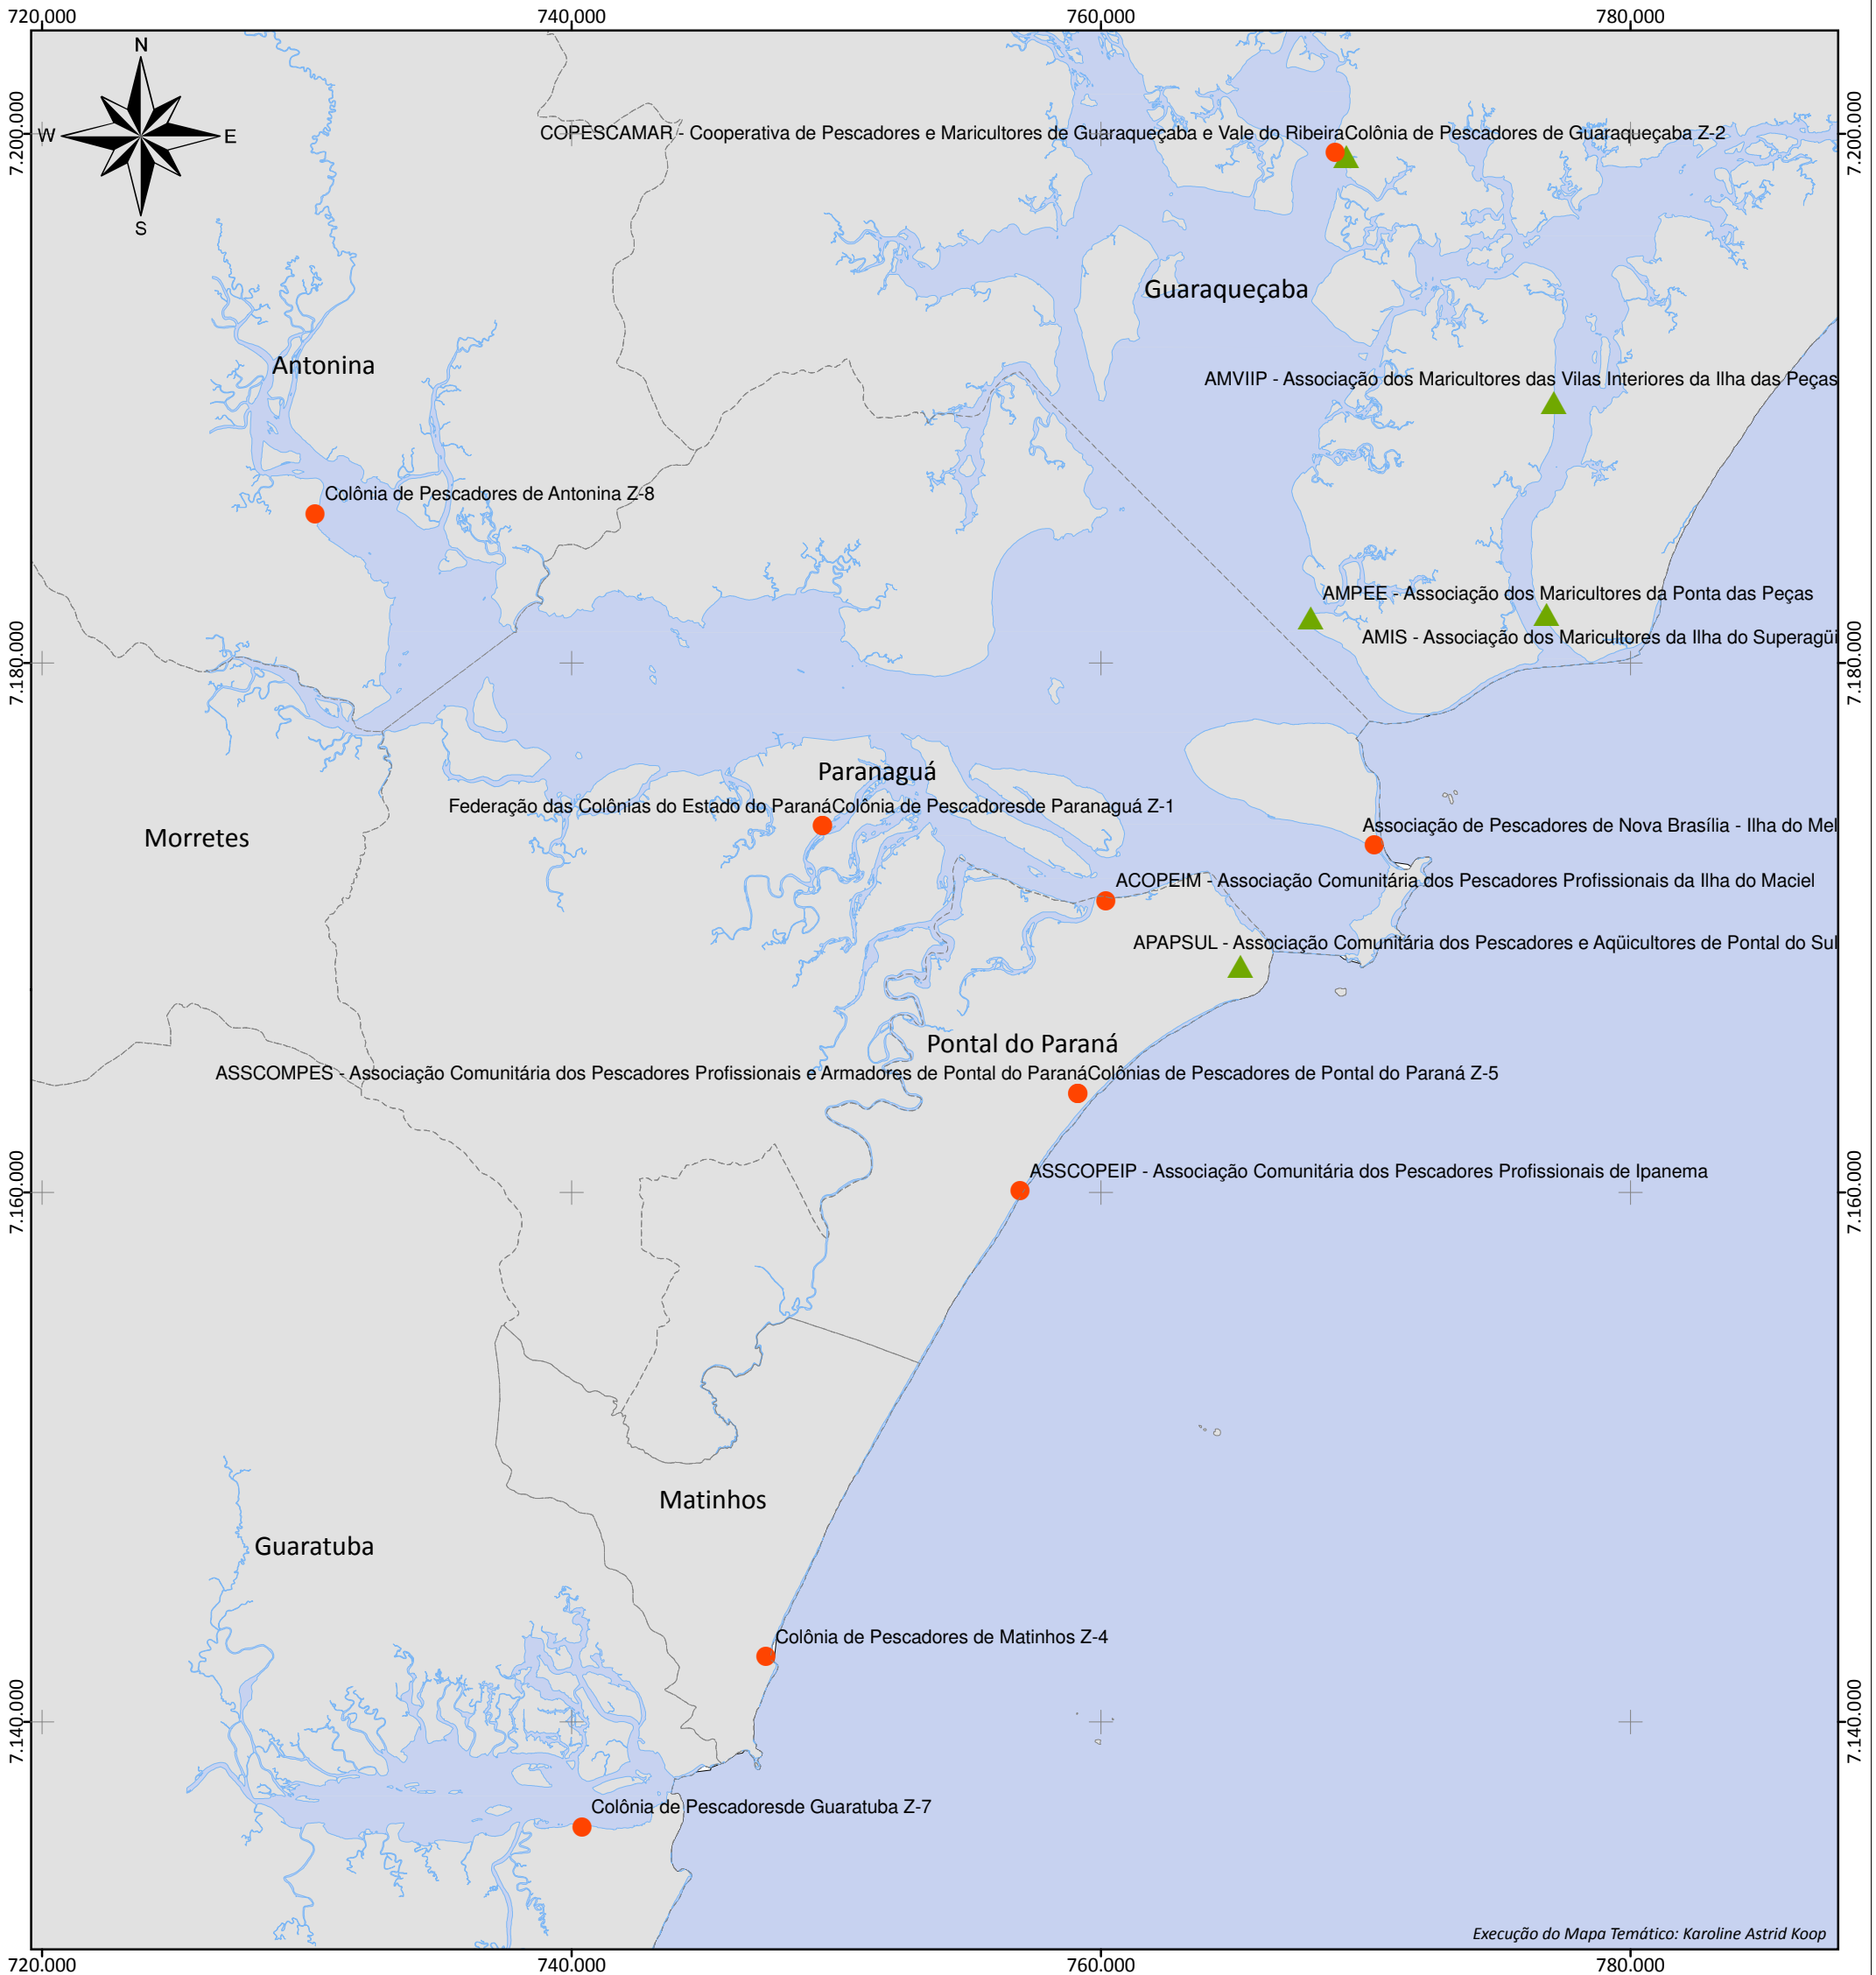 720.000 740.000 760.000 780.000
N
W E
S
7.200.000 7.200.000
COPESCAMAR - Cooperativa de Pescadores e Maricultores de Guaraqueçaba e Vale do RibeiraColônia de Pescadores de Guaraqueçaba Z-2
Guaraqueçaba
Antonina
AMVIIP - Associação dos Maricultores das Vilas Interiores da Ilha das Peças
Colônia de Pescadores de Antonina Z-8
AMPEE - Associação dos Maricultores da Ponta das Peças
AMIS - Associação dos Maricultores da Ilha do Superagüi
7.180.000 7.180.000
Paranaguá
Federação das Colônias do Estado do ParanáColônia de Pescadoresde Paranaguá Z-1
Associação de Pescadores de Nova Brasília - Ilha do Mel
Morretes
ACOPEIM - Associação Comunitária dos Pescadores Profissionais da Ilha do Maciel
APAPSUL - Associação Comunitária dos Pescadores e Aqüicultores de Pontal do Sul
Pontal do Paraná
ASSCOMPES - Associação Comunitária dos Pescadores Profissionais e Armadores de Pontal do ParanáColônias de Pescadores de Pontal do Paraná Z-5
ASSCOPEIP - Associação Comunitária dos Pescadores Profissionais de Ipanema
7.160.000 7.160.000
Matinhos
Guaratuba
Colônia de Pescadores de Matinhos Z-4
7.140.000 7.140.000
Colônia de Pescadoresde Guaratuba Z-7
Execução do Mapa Temático: Karoline Astrid Koop
720.000 740.000 760.000 780.000